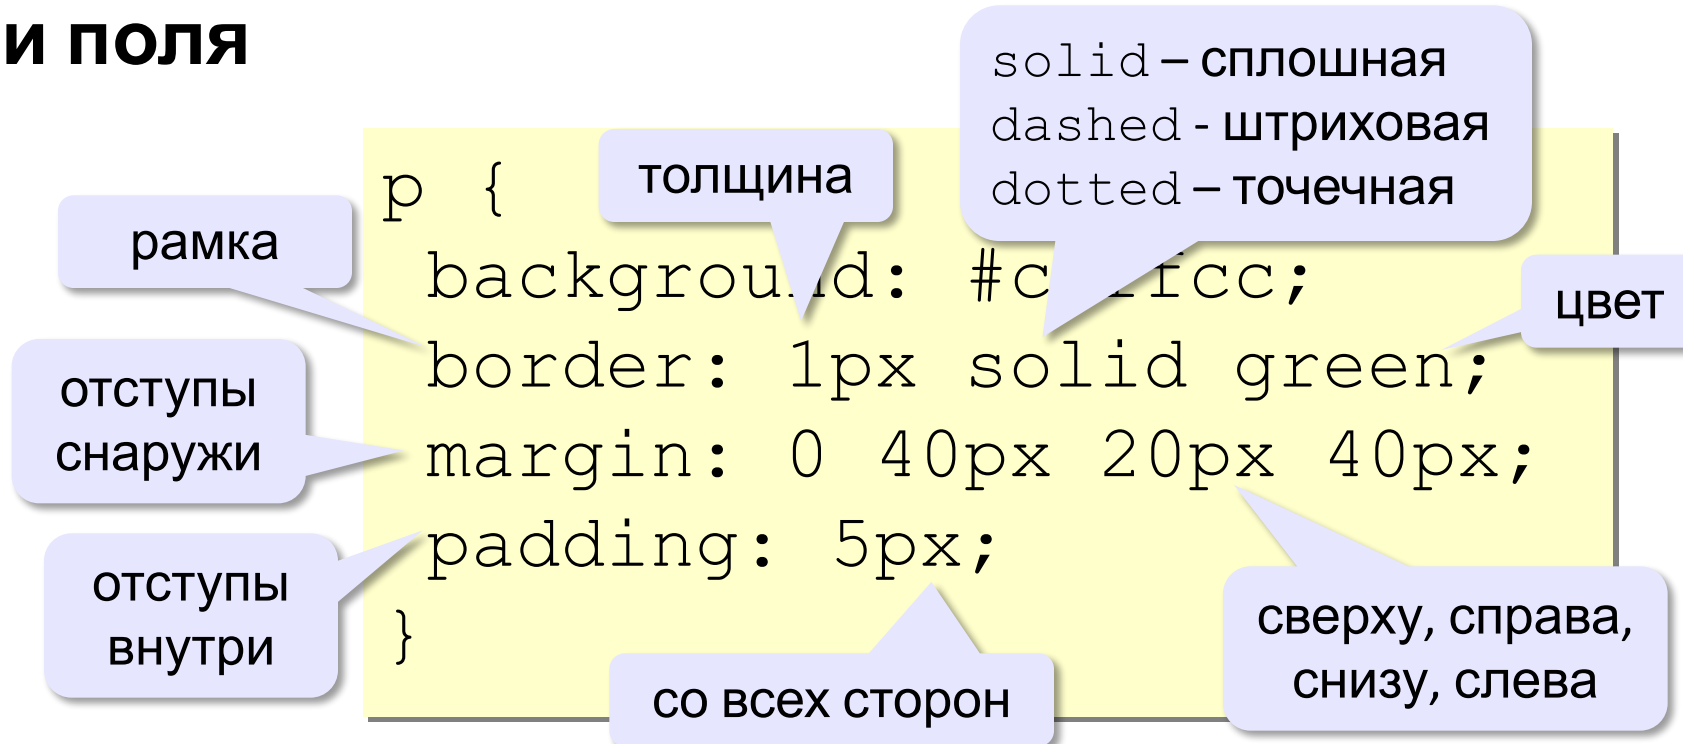 и поля
solid – сплошная
dashed - штриховая
dotted – точечная
толщина
p {
рамка
background:
цвет
border: 1px solid green;
отступы
снаружи
margin: 0 40px 20px 40px;
padding: 5px;
отступы
внутри
}
сверху, справа,
снизу, слева
со всех сторон